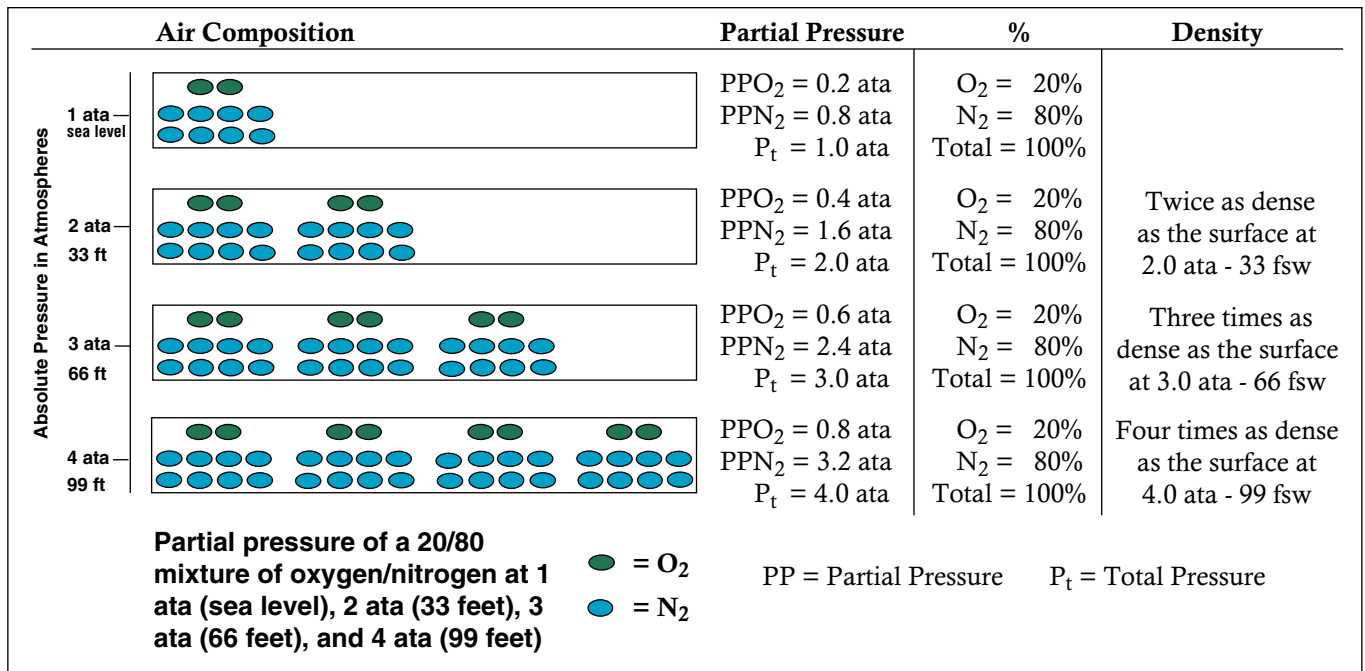 Air Composition Partial Pressure % Density
Absolute Pressure in Atmospheres
1 ata
sea level
PPO₂ = 0.2 ata O₂ = 20%
PPN₂ = 0.8 ata N₂ = 80%
Pₜ = 1.0 ata Total = 100%
2 ata
33 ft
PPO₂ = 0.4 ata O₂ = 20%
PPN₂ = 1.6 ata N₂ = 80%
Pₜ = 2.0 ata Total = 100%
Twice as dense
as the surface at
2.0 ata - 33 fsw
3 ata
66 ft
PPO₂ = 0.6 ata O₂ = 20%
PPN₂ = 2.4 ata N₂ = 80%
Pₜ = 3.0 ata Total = 100%
Three times as
dense as the surface
at 3.0 ata - 66 fsw
4 ata
99 ft
PPO₂ = 0.8 ata O₂ = 20%
PPN₂ = 3.2 ata N₂ = 80%
Pₜ = 4.0 ata Total = 100%
Four times as dense
as the surface at
4.0 ata - 99 fsw
Partial pressure of a 20/80
mixture of oxygen/nitrogen at 1
ata (sea level), 2 ata (33 feet), 3
ata (66 feet), and 4 ata (99 feet)
= O₂
= N₂
PP = Partial Pressure Pₜ = Total Pressure